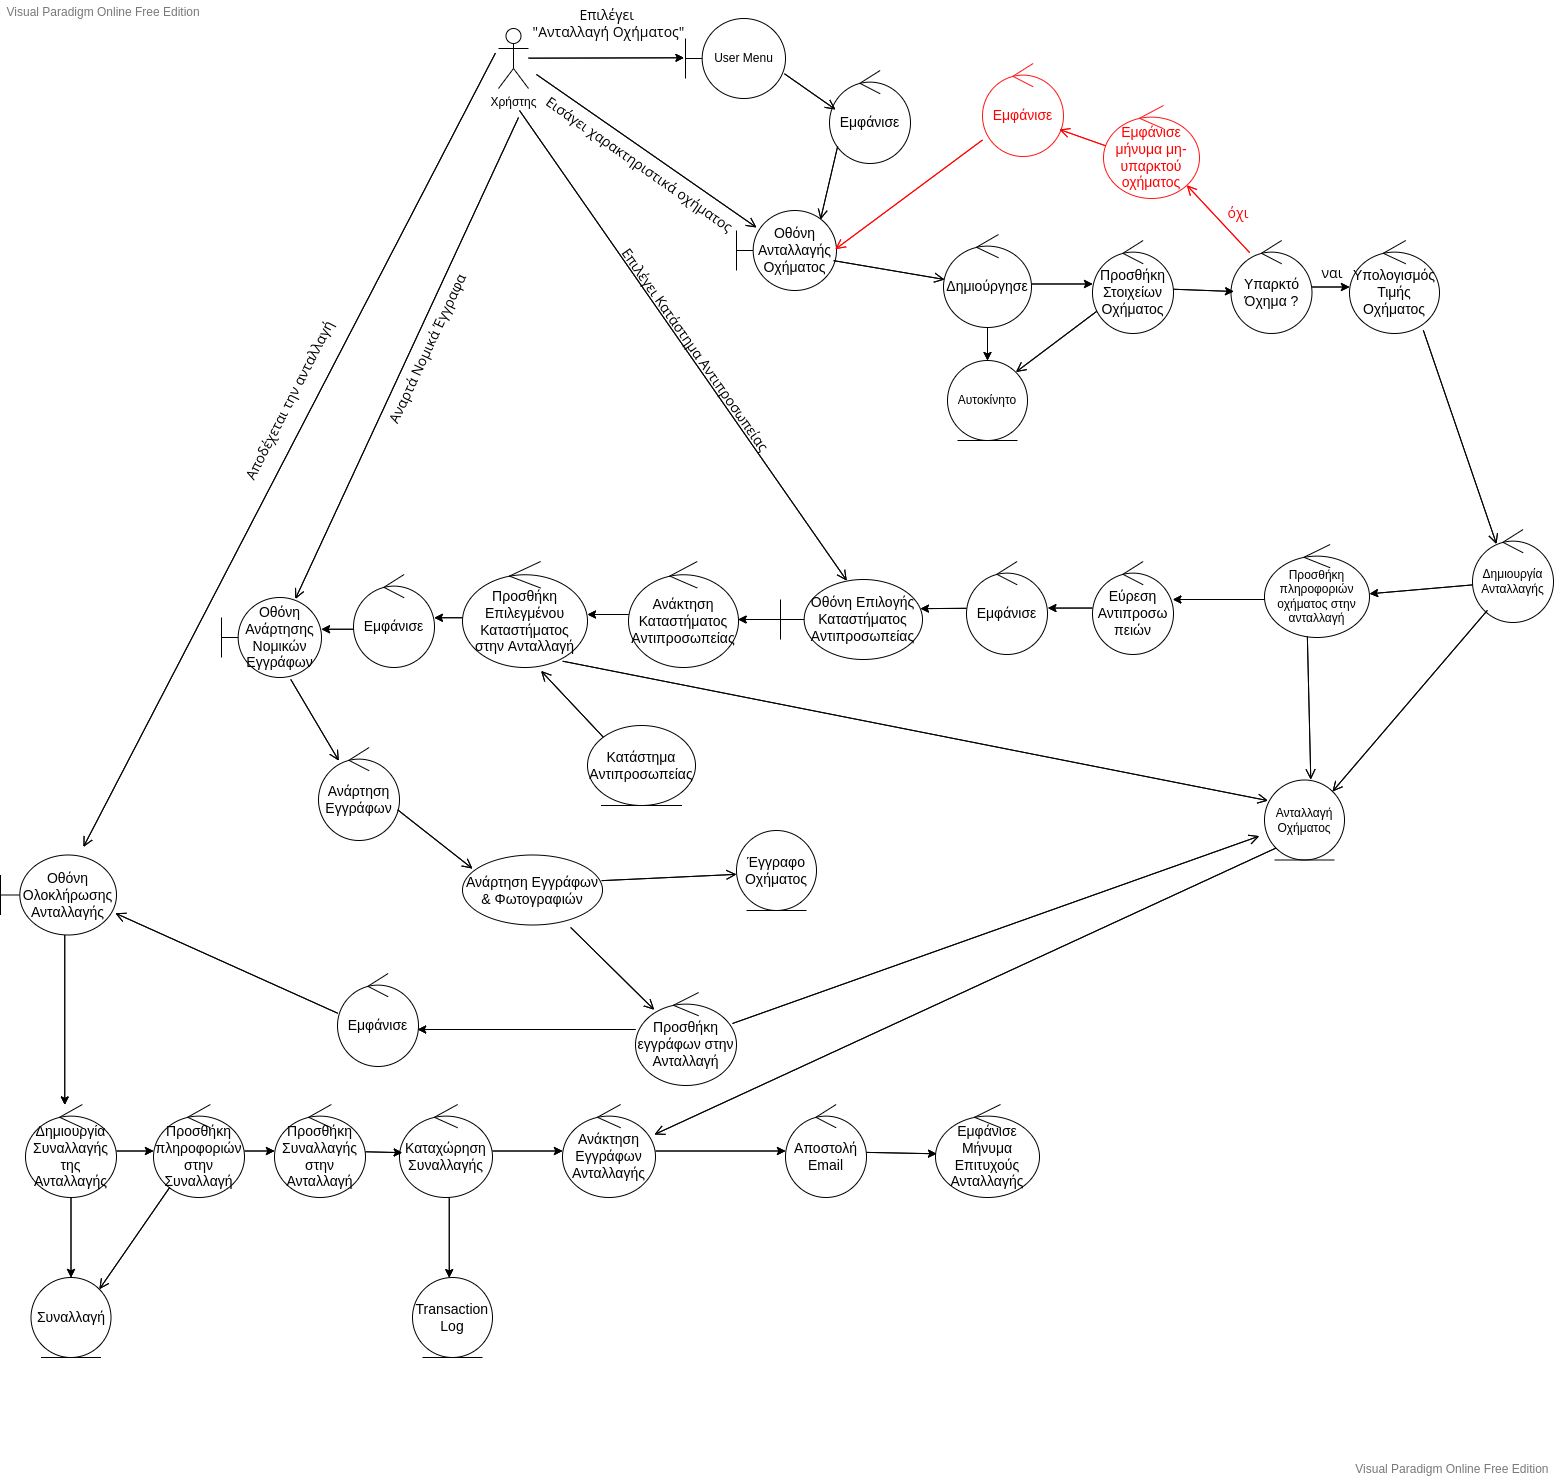 Visual Paradigm Online Free Edition
Επιλέγει
"Ανταλλαγή Οχήματος"
User Menu
Χρήστης
Εμφάνισε
Εμφάνισε
Εμφάνισε
μήνυμα μη-
υπαρκτού
οχήματος
Εισάγει χαρακτηριστικά οχήματος
όχι
Οθόνη
Ανταλλαγής
Οχήματος
Δημιούργησε
Προσθήκη
Στοιχείων
Οχήματος
Υπαρκτό
Όχημα ?
ναι
Υπολογισμός
Τιμής
Οχήματος
Επιλέγει Κατάστημα Αντιπροσωπείας
Αναρτά Νομικά Έγγραφα
Αποδέχεται την ανταλλαγή
Αυτοκίνητο
Δημιουργία
Ανταλλαγής
Προσθήκη
πληροφοριών
οχήματος στην
ανταλλαγή
Εύρεση
Αντιπροσω
πειών
Εμφάνισε
Οθόνη Επιλογής
Καταστήματος
Αντιπροσωπείας
Ανάκτηση
Καταστήματος
Αντιπροσωπείας
Προσθήκη
Επιλεγμένου
Καταστήματος
στην Ανταλλαγή
Εμφάνισε
Οθόνη
Ανάρτησης
Νομικών
Εγγράφων
Κατάστημα
Αντιπροσωπείας
Ανάρτηση
Εγγράφων
Ανταλλαγή
Οχήματος
Οθόνη
Ολοκλήρωσης
Ανταλλαγής
Ανάρτηση Εγγράφων
& Φωτογραφιών
Έγγραφο
Οχήματος
Εμφάνισε
Προσθήκη
εγγράφων στην
Ανταλλαγή
Δημιουργία
Συναλλαγής
της
Ανταλλαγής
Προσθήκη
πληροφοριών
στην
Συναλλαγή
Προσθήκη
Συναλλαγής
στην
Ανταλλαγή
Καταχώρηση
Συναλλαγής
Ανάκτηση
Εγγράφων
Ανταλλαγής
Αποστολή
Email
Εμφάνισε
Μήνυμα
Επιτυχούς
Ανταλλαγής
Συναλλαγή
Transaction
Log
Visual Paradigm Online Free Edition